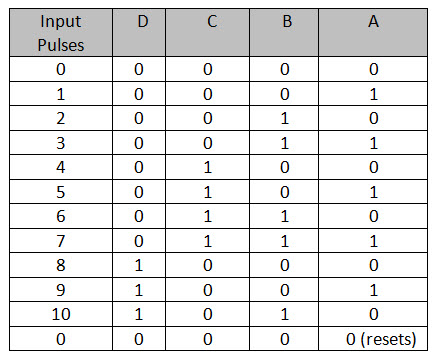 Input Pulses D C B A
0 0 0 0 0
1 0 0 0 1
2 0 0 1 0
3 0 0 1 1
4 0 1 0 0
5 0 1 0 1
6 0 1 1 0
7 0 1 1 1
8 1 0 0 0
9 1 0 0 1
10 1 0 1 0
0 0 0 0 0 (resets)